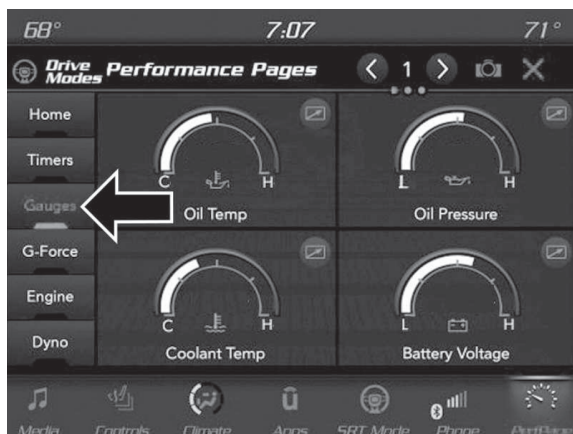 68° 7:07 71°
Drive Modes Performance Pages 1
Home
Timers
Gauges
G-Force
Engine
Dyno
C H
Oil Temp
L H
Oil Pressure
C H
Coolant Temp
L H
Battery Voltage
Media Controls Climate Apps SRT Mode Phone